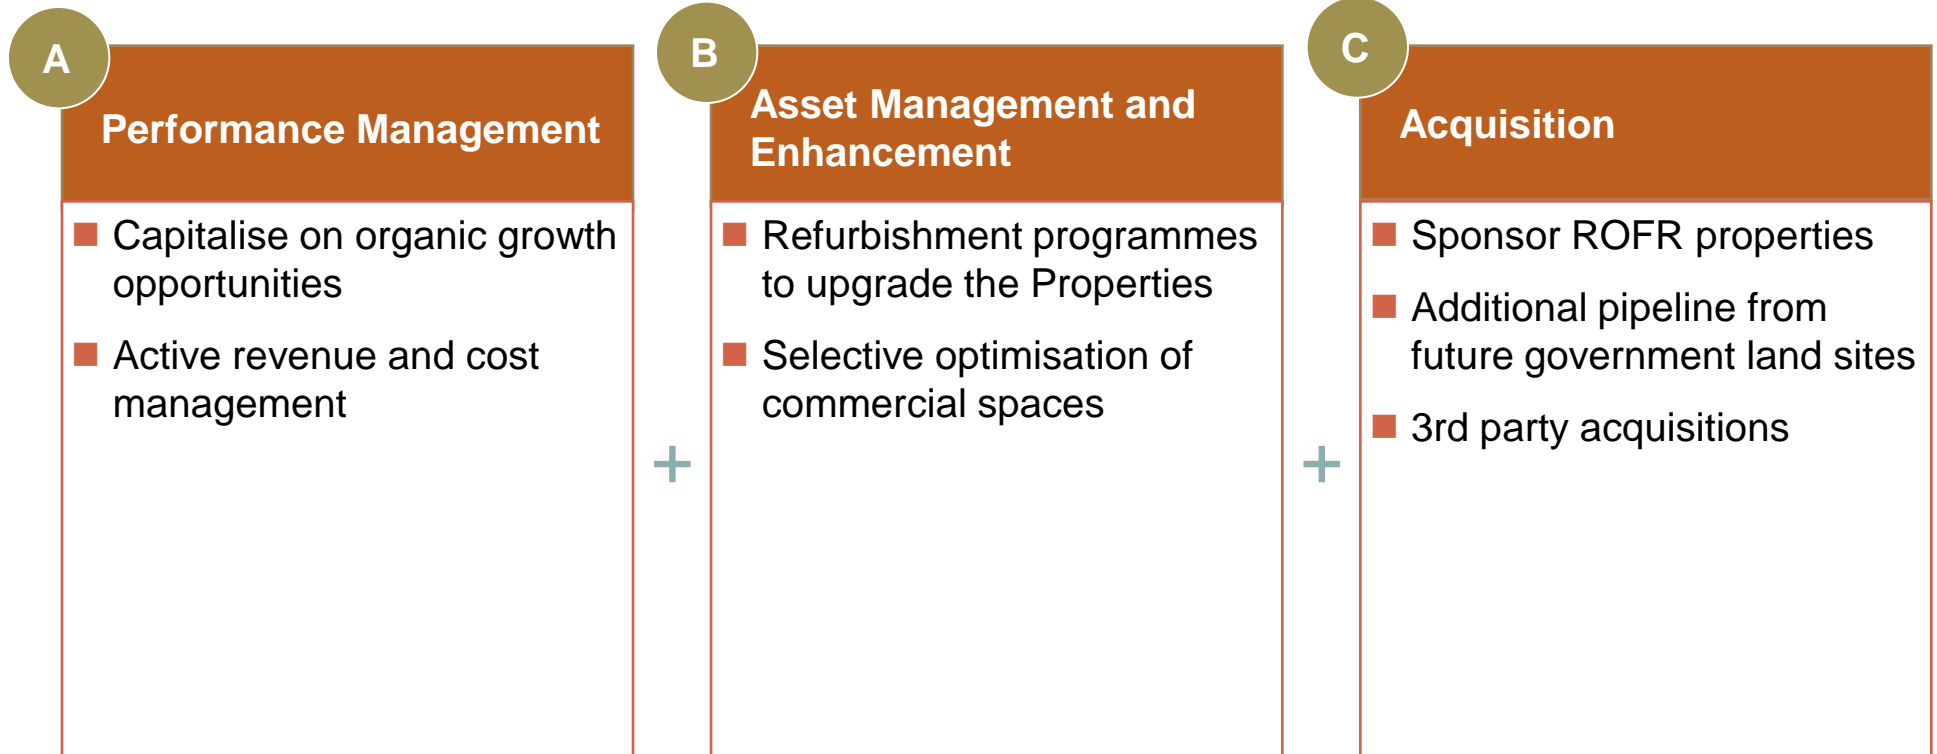 A
Performance Management
Capitalise on organic growth
opportunities
Active revenue and cost
management
+
B
Asset Management and
Enhancement
Refurbishment programmes
to upgrade the Properties
Selective optimisation of
commercial spaces
+
C
Acquisition
Sponsor ROFR properties
Additional pipeline from
future government land sites
3rd party acquisitions